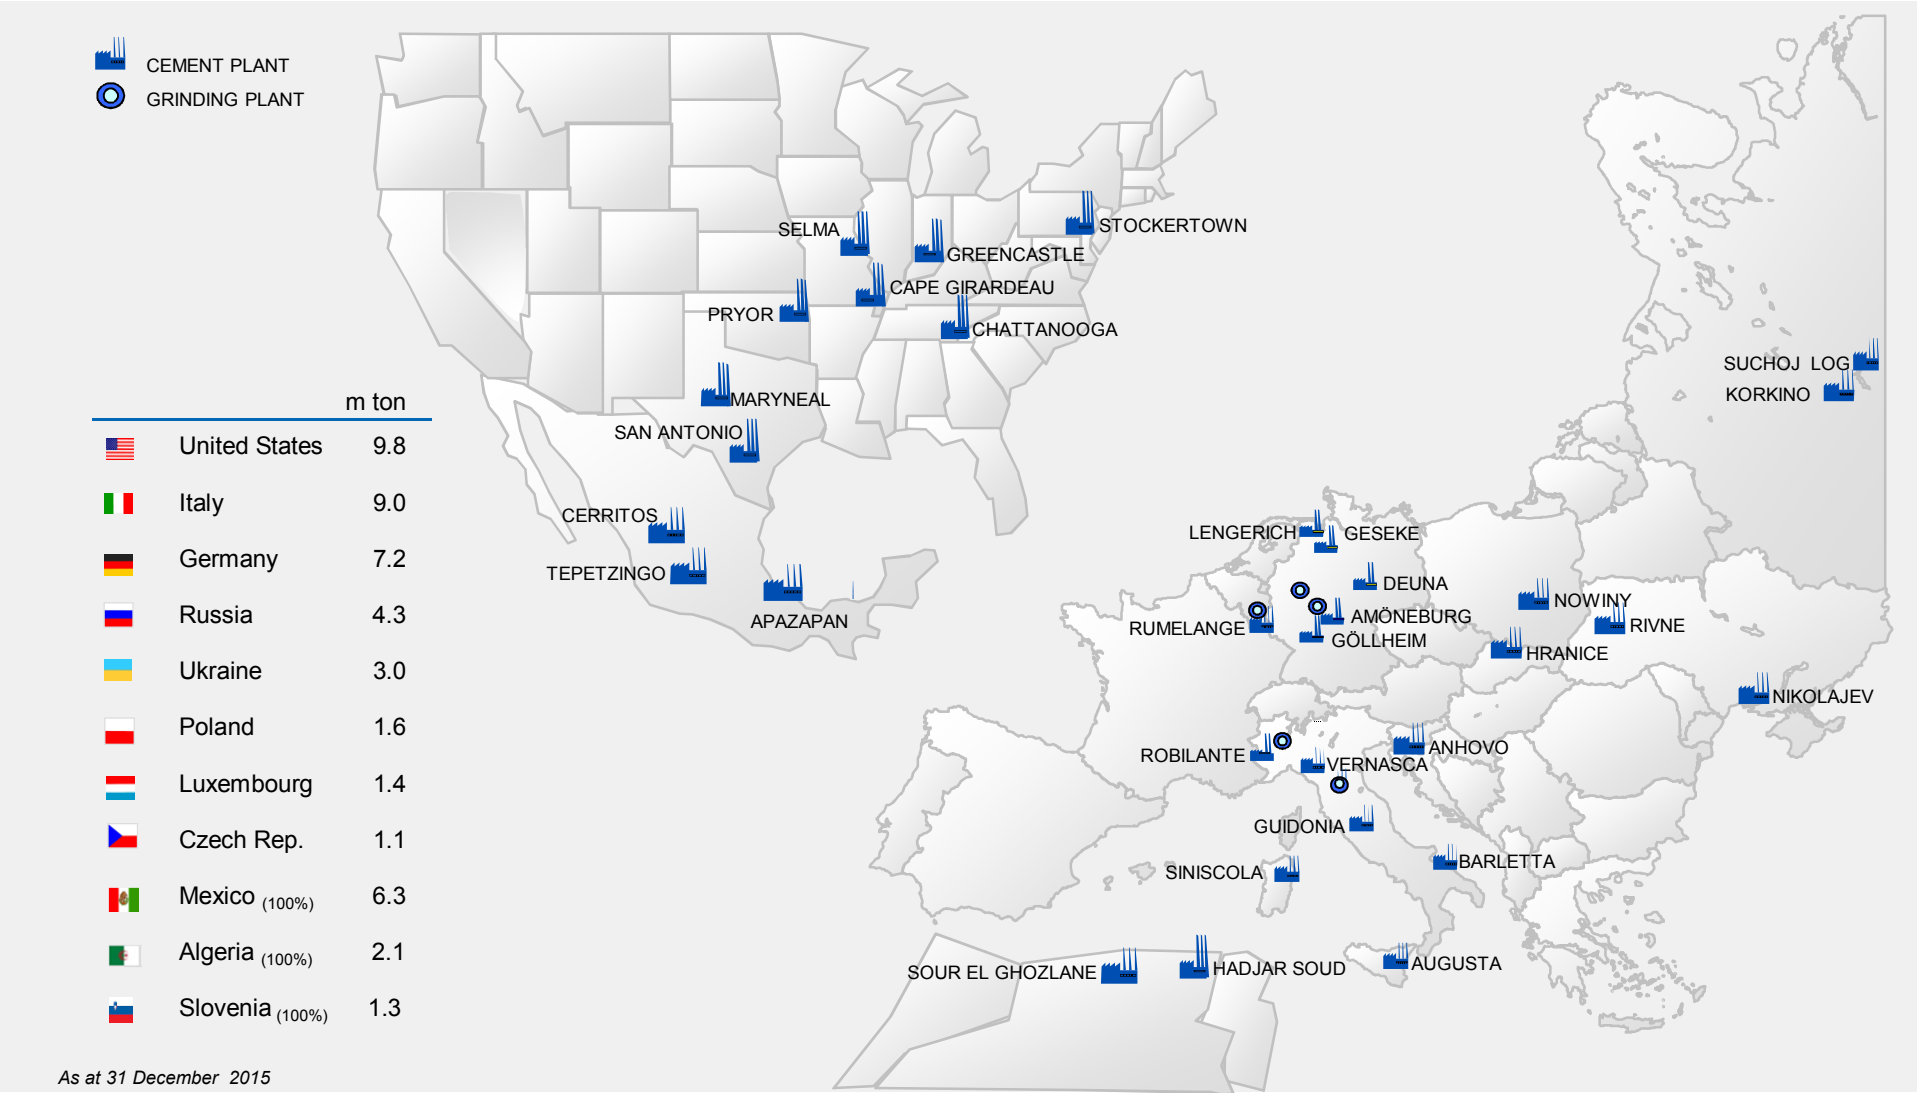 CEMENT PLANT
GRINDING PLANT
SELMA
STOCKERTOWN
GREENCASTLE
CAPE GIRARDEAU
PRYOR
CHATTANOOGA
MARYNEAL
SAN ANTONIO
CERRITOS
TEPETZINGO
APAZAPAN
SUCHOJ LOG
KORKINO
LENGERICH
GESEKE
DEUNA
NOWINY
AMÖNEBURG
RUMELANGE
GÖLLHEIM
RIVNE
HRANICE
NIKOLAJEV
ROBILANTE
VERNASCA
ANHOVO
GUIDONIA
SINISCOLA
BARLETTA
SOUR EL GHOZLANE
HADJAR SOUD
AUGUSTA
m ton
United States 9.8
Italy 9.0
Germany 7.2
Russia 4.3
Ukraine 3.0
Poland 1.6
Luxembourg 1.4
Czech Rep. 1.1
Mexico (100%) 6.3
Algeria (100%) 2.1
Slovenia (100%) 1.3
As at 31 December 2015